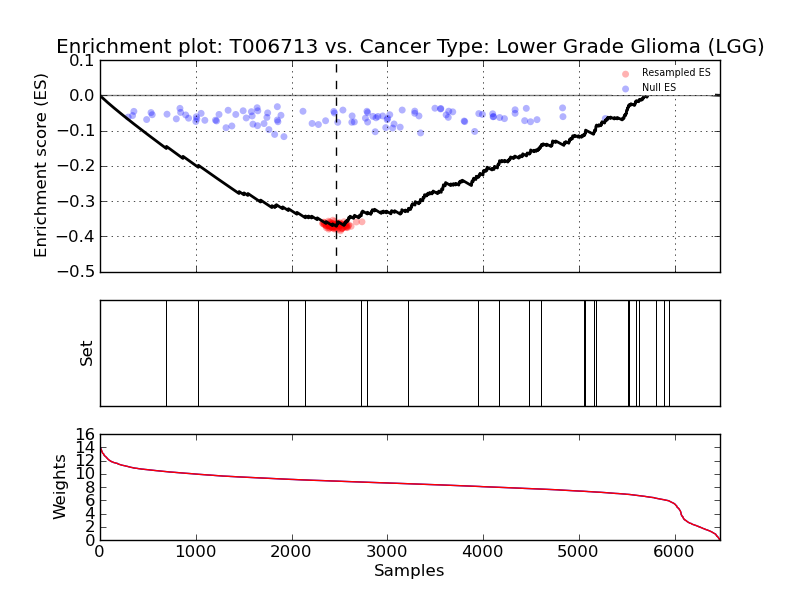 Enrichment plot: T006713 vs. Cancer Type: Lower Grade Glioma (LGG)
Enrichment score (ES)
0.1
0.0
−0.1
−0.2
−0.3
−0.4
−0.5
Resampled ES
Null ES
Set
Weights
16
14
12
10
8
6
4
2
0
0 1000 2000 3000 4000 5000 6000
Samples